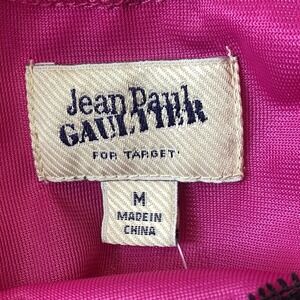 Jean Paul
GAULTIER
FOR TARGET
M
MADE IN
CHINA